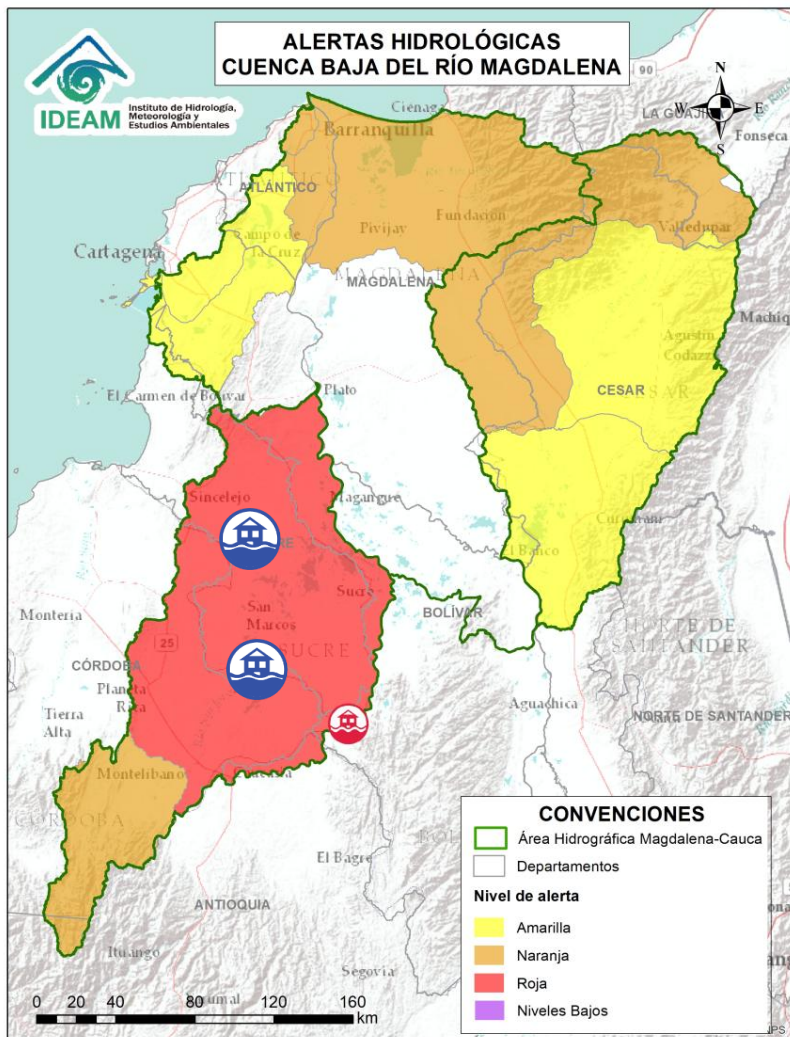 ALERTAS HIDROLÓGICAS
CUENCA BAJA DEL RÍO MAGDALENA
IDEAM
Instituto de Hidrología,
Meteorología y
Estudios Ambientales
N
W
E
S
90
Ciénaga
LA GUAJIRA
Fonseca
Barranquilla
ATLÁNTICO
Pivijay
Fundación
Valledupar
Cartagena
Campo de
la Cruz
MAGDALENA
MAGDALENA
Machiq
Agustín
Codazzi
CESAR
El Carmen de Bolívar
Plato
Sincelejo
Magangué
El Banco
Sucre
BOLÍVAR
San
Marcos
SUCRE
Montería
25
CÓRDOBA
Planeta
Rica
Tierra
Alta
NORTE DE
SANTANDER
Aguachica
NORTE DE SANTANDER
Montelíbano
CÓRDOBA
El Bagre
ANTIOQUIA
Ituango
Segovia
CONVENCIONES
Área Hidrográfica Magdalena-Cauca
Departamentos
Nivel de alerta
Amarilla
Naranja
Roja
Niveles Bajos
0 20 40 80 120 160
km